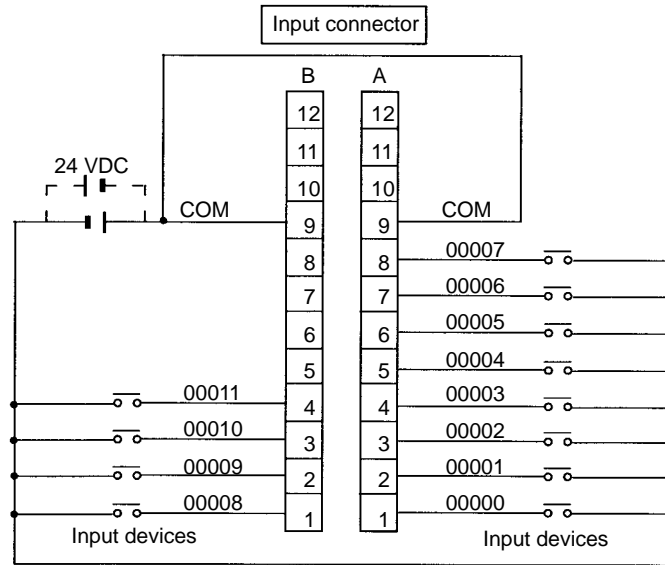 Input connector
B A
12 12
11 11
24 VDC
10 10
COM 9 9 COM
8 8 00007
7 7 00006
6 6 00005
5 5 00004
00011 4 4 00003
00010 3 3 00002
00009 2 2 00001
00008 1 1 00000
Input devices Input devices